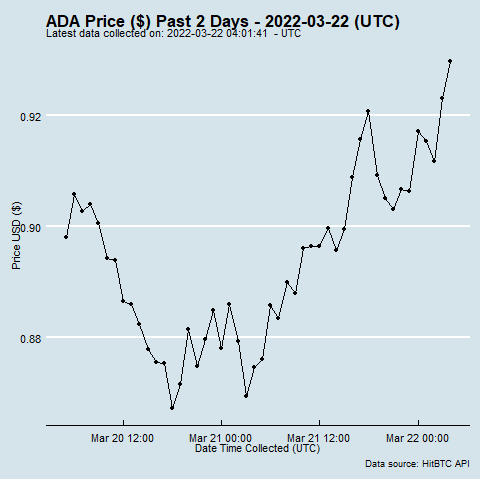 ADA Price ($) Past 2 Days - 2022-03-22 (UTC)
Latest data collected on: 2022-03-22 04:01:41 - UTC
0.92
0.90
0.88
Price USD ($)
Mar 20 12:00
Mar 21 00:00
Mar 21 12:00
Mar 22 00:00
Date Time Collected (UTC)
Data source: HitBTC API